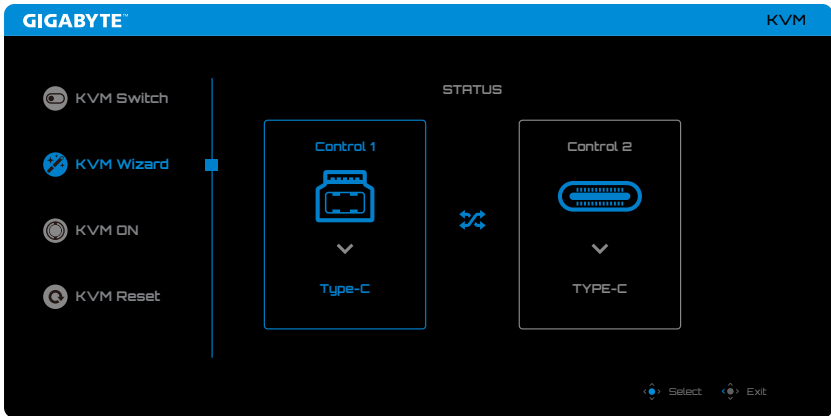 GIGABYTE™
KVM
KVM Switch
KVM Wizard
KVM ON
KVM Reset
STATUS
Control 1
Type-C
Control 2
TYPE-C
Select
Exit